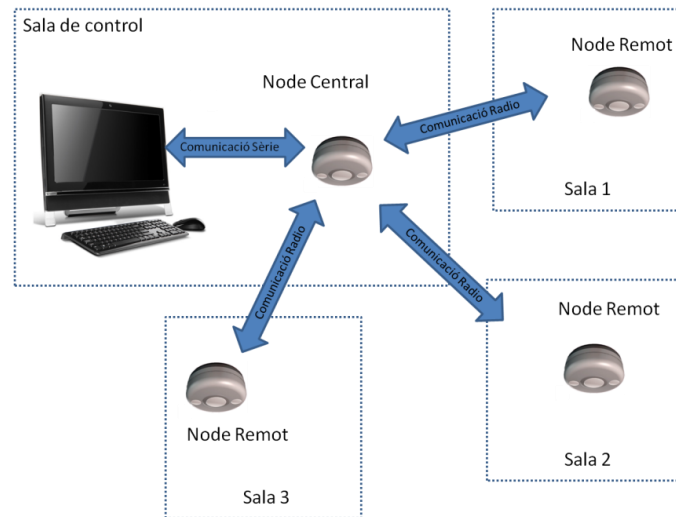 Sala de control
Node Central
Comunicació Sèrie
Comunicació Radio
Node Remot
Sala 1
Comunicació Radio
Node Remot
Sala 2
Comunicació Radio
Node Remot
Sala 3